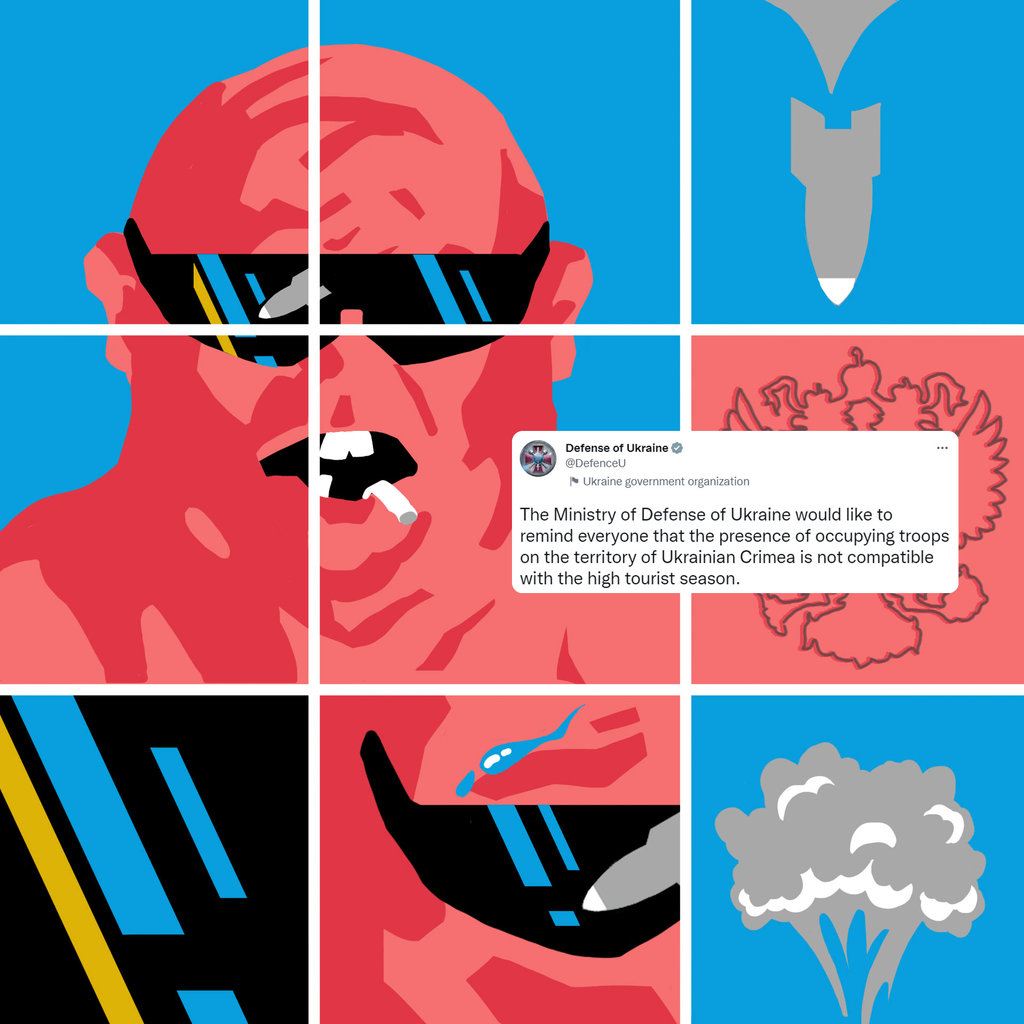 Defense of Ukraine
@DefenceU
Ukraine government organization
The Ministry of Defense of Ukraine would like to
remind everyone that the presence of occupying troops
on the territory of Ukrainian Crimea is not compatible
with the high tourist season.